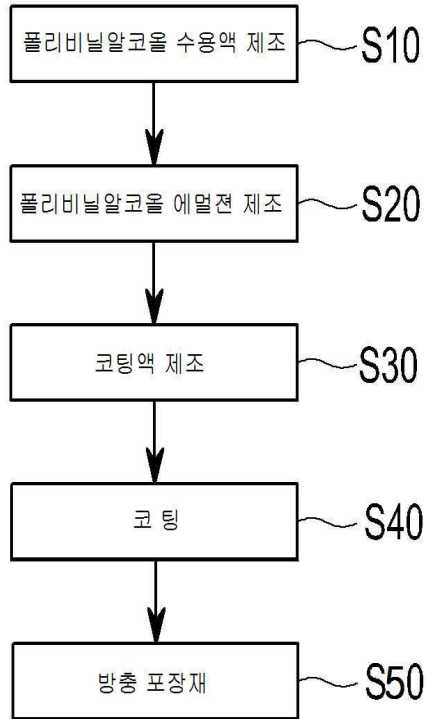 폴리비닐알코올 수용액 제조 S10
폴리비닐알코올 에멀젼 제조 S20
코팅액 제조 S30
코 팅 S40
방충 포장재 S50